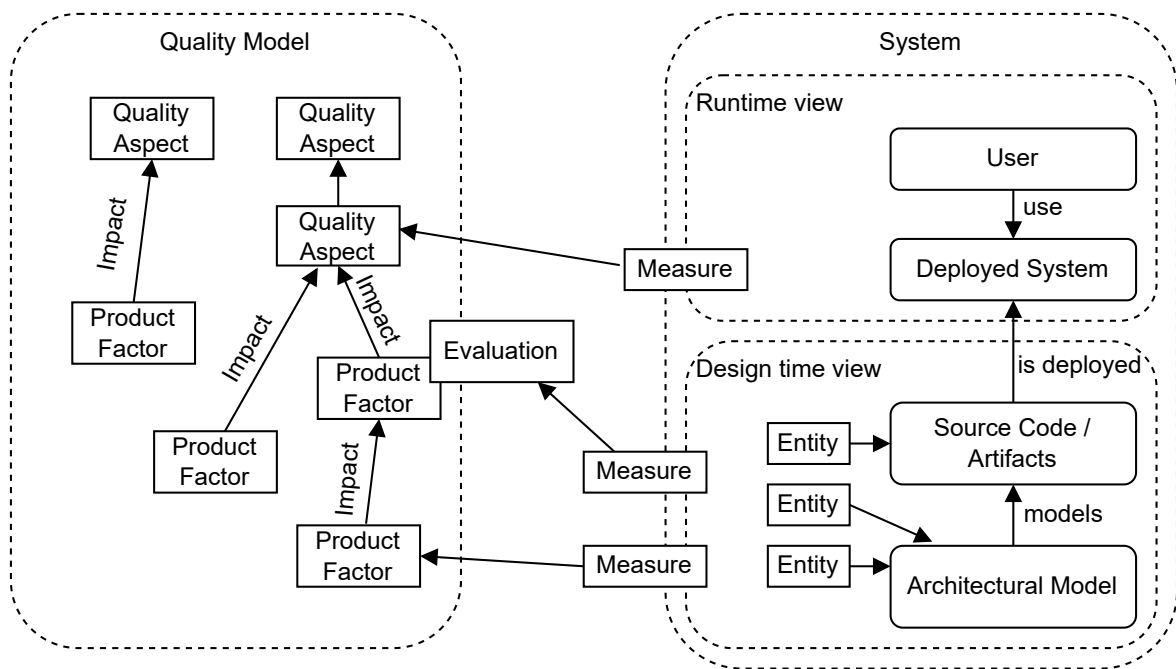 Quality Model
Quality
Aspect
Quality
Aspect
Impact
Quality
Aspect
Product
Factor
Impact
Impact
Evaluation
Product
Factor
Product
Factor
Impact
Product
Factor
Measure
Measure
Measure
System
Runtime view
User
use
Deployed System
Design time view
is deployed
Entity
Source Code /
Artifacts
Entity
models
Entity
Architectural Model